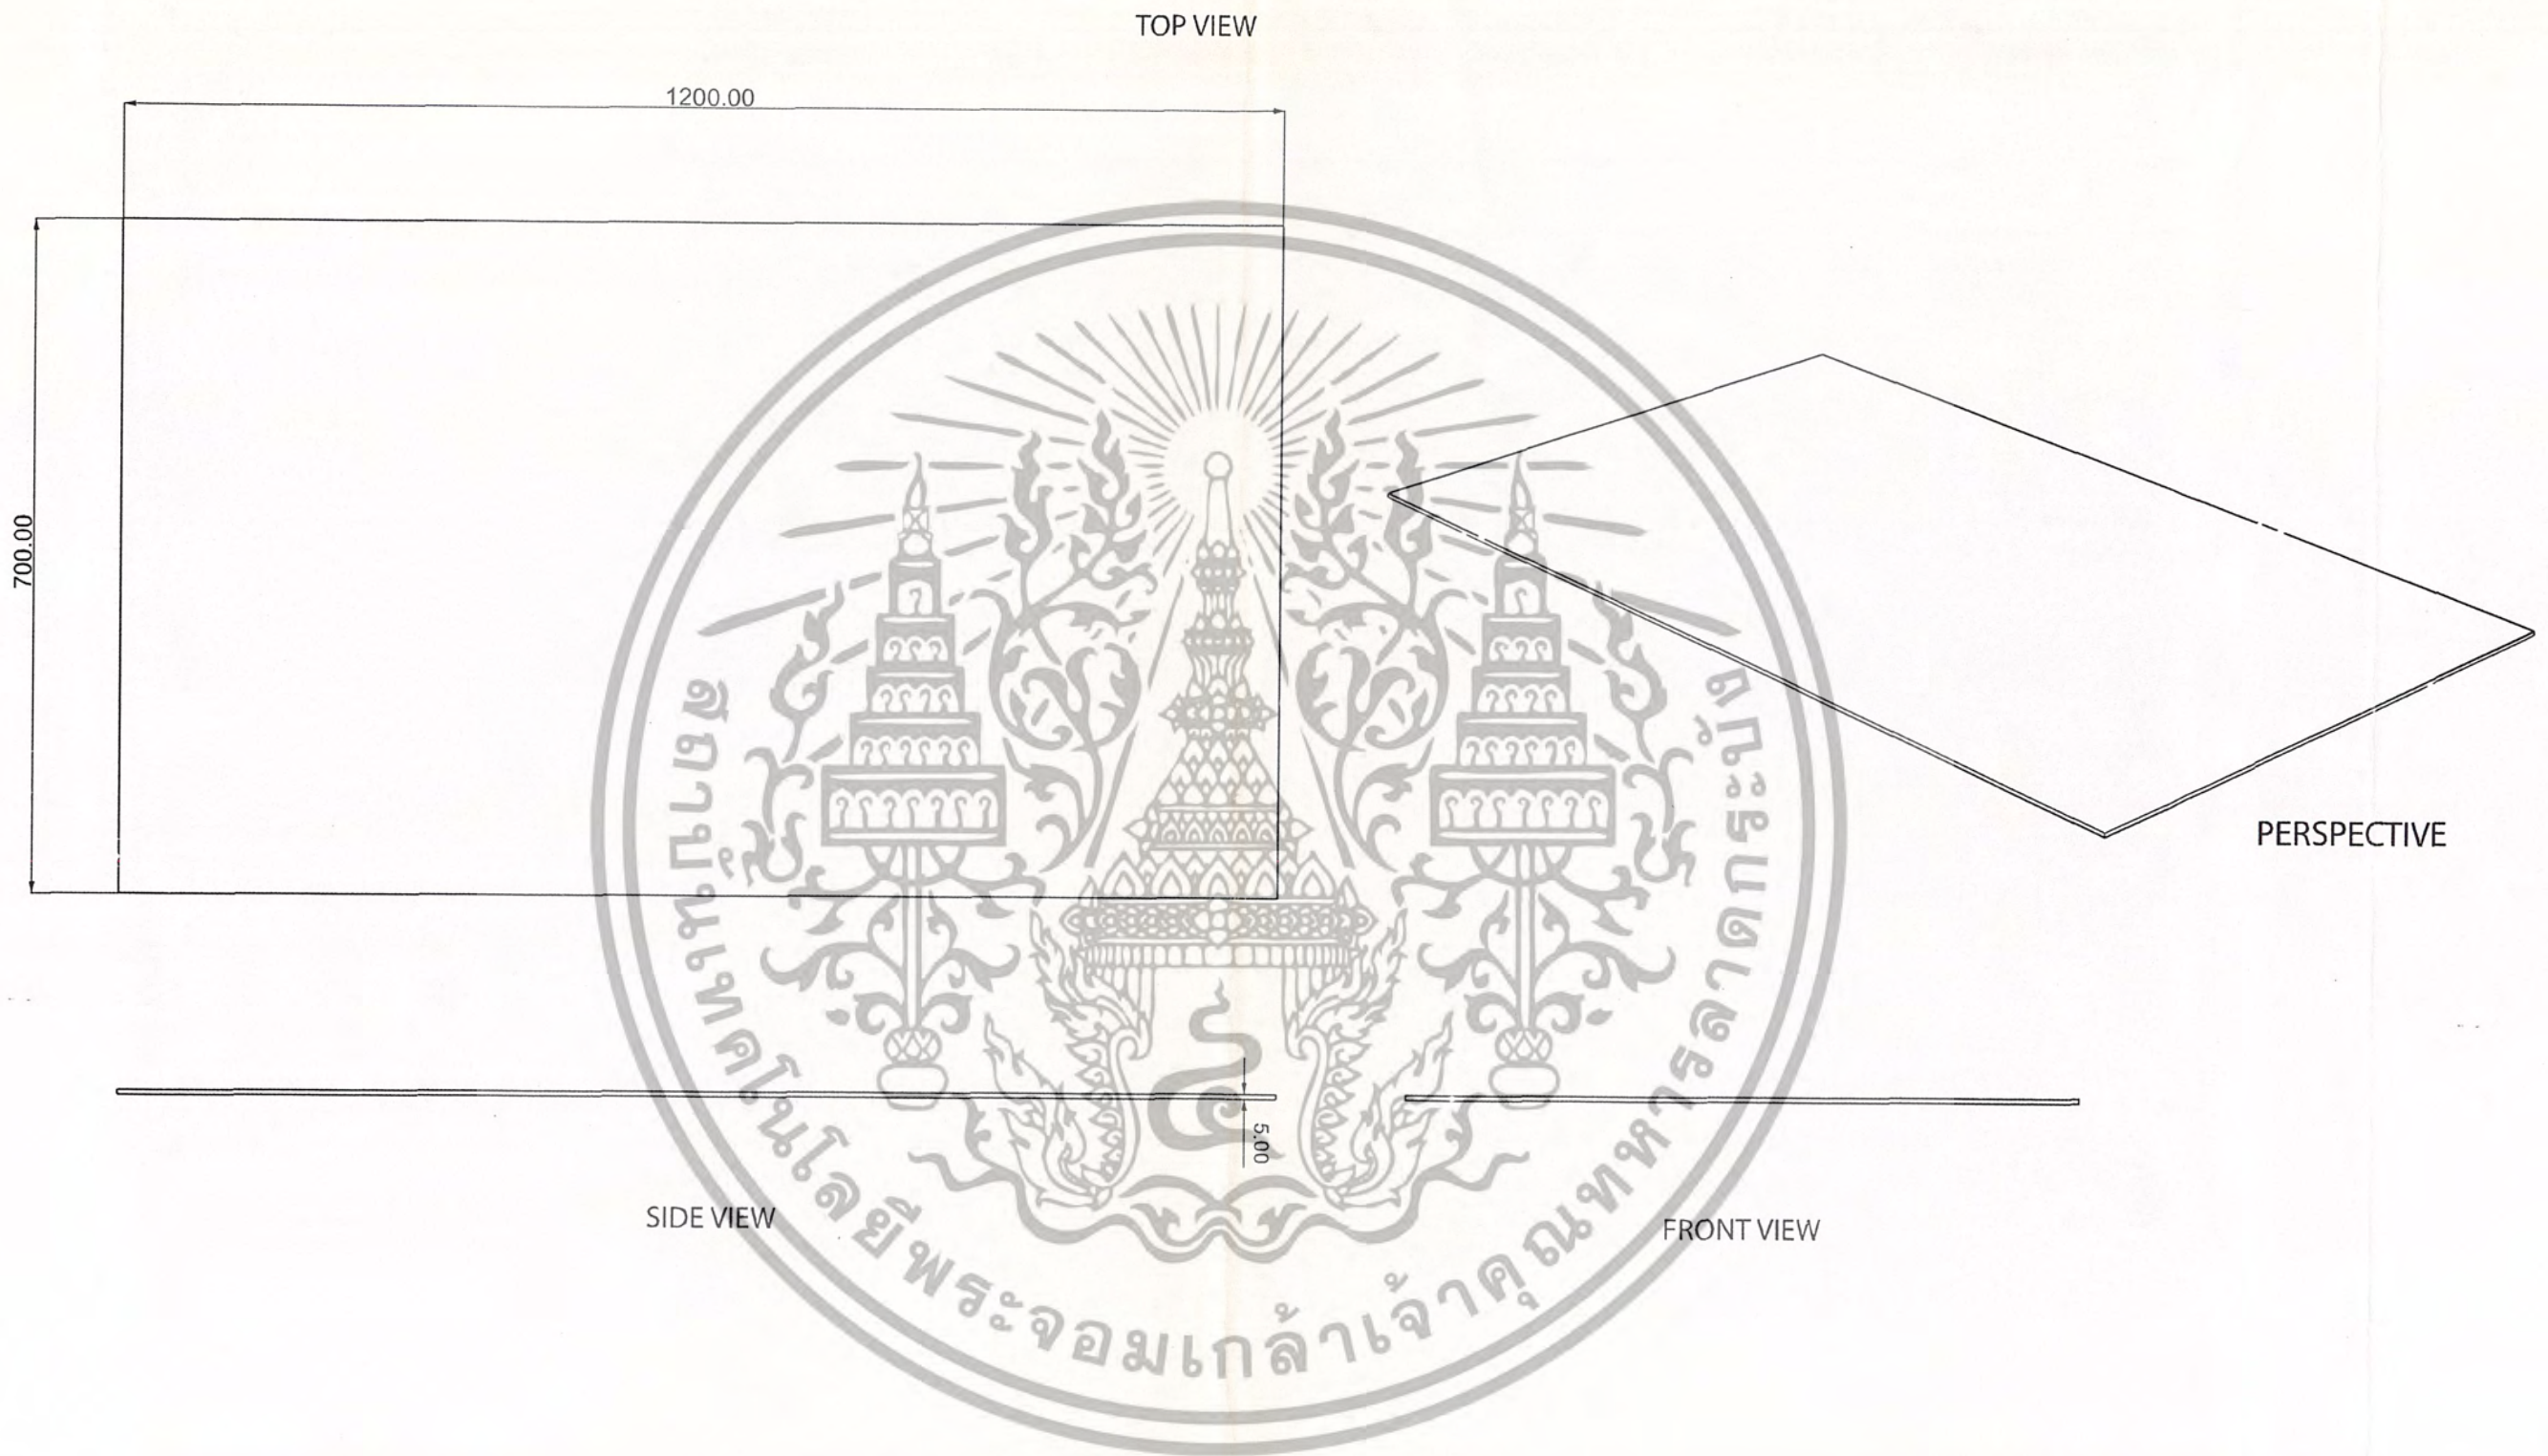 TOP VIEW
1200.00
700.00
PERSPECTIVE
5.00
SIDE VIEW
FRONT VIEW
สถาบันเทคโนโลยีพระจอมเกล้าเจ้าคุณทหารลาดกระบัง
๔